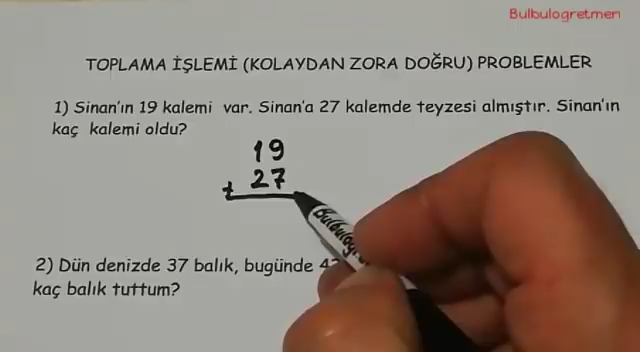 Bulbulogretmen
TOPLAMA İŞLEMİ (KOLAYDAN ZORA DOĞRU) PROBLEMLER
1) Sinan'ın 19 kalemi var. Sinan'a 27 kalemde teyzesi almıştır. Sinan'ın
kaç kalemi oldu?
19
+ 27
2) Dün denizde 37 balık, bugünde
kaç balık tuttum?